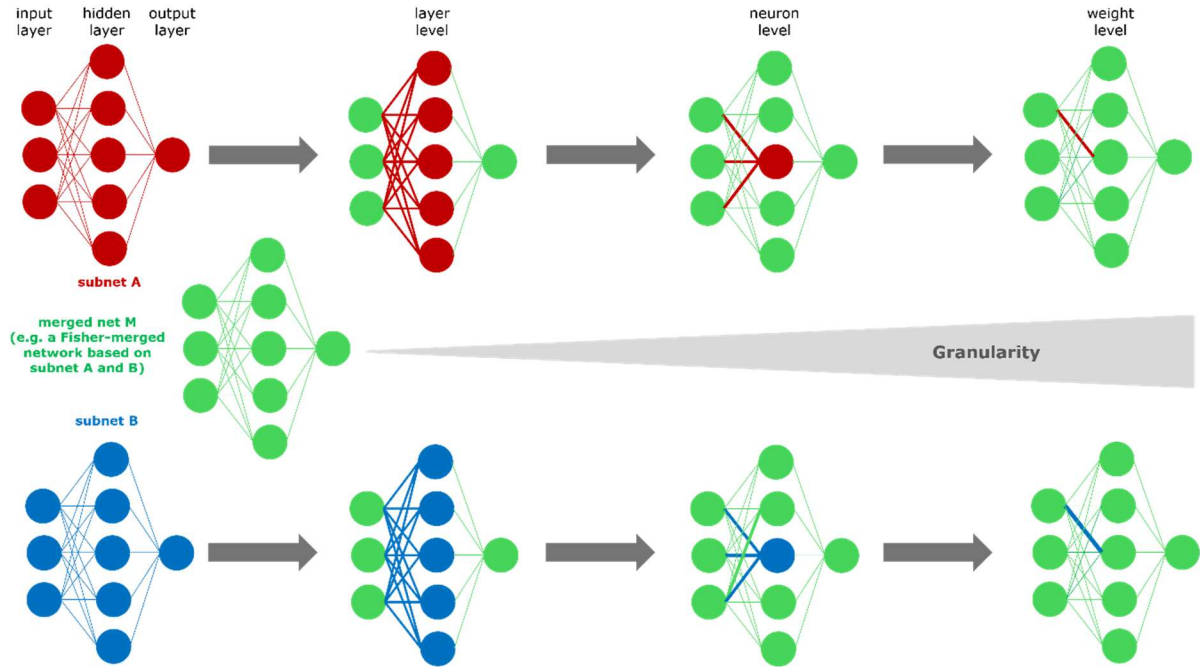 input
layer
hidden
layer
output
layer
layer
level
neuron
level
weight
level
subnet A
merged net M
(e.g. a Fisher-merged
network based on
subnet A and B)
Granularity
subnet B